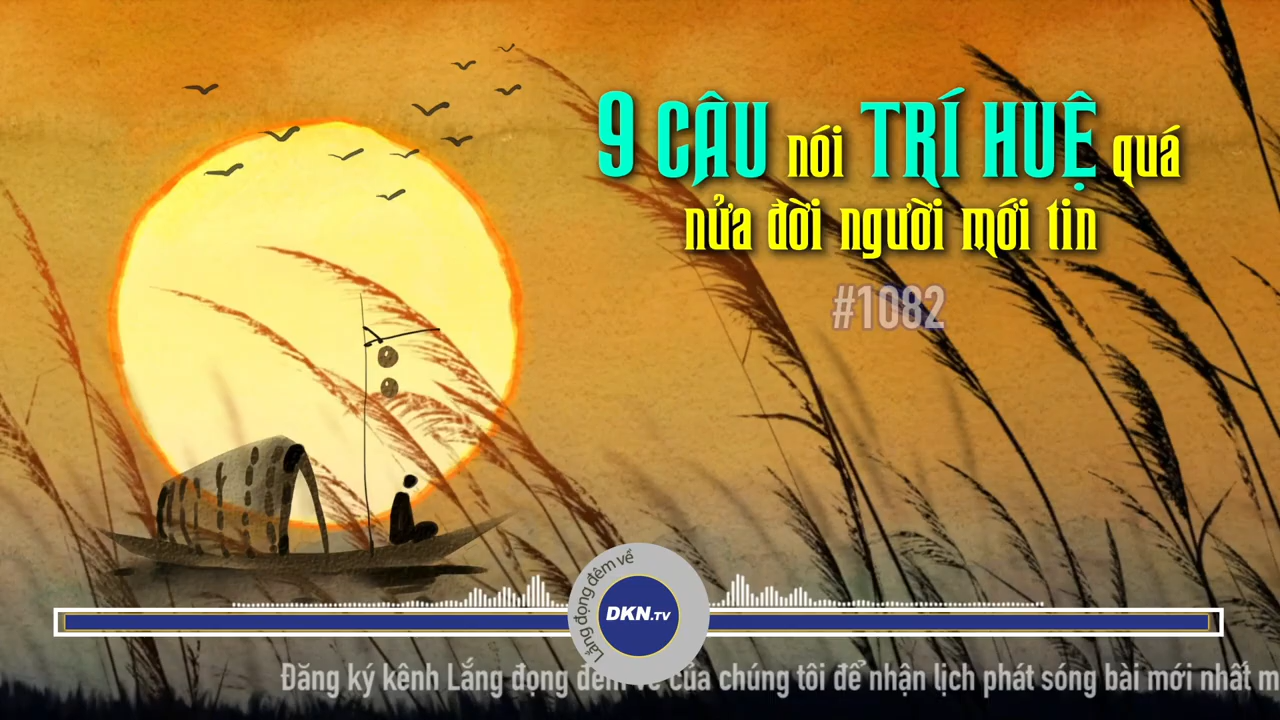 9 CÂU nói TRÍ HUỆ quá
nửa đời người mới tin
#1082
Lắng đọng đêm về
DKN.TV
Đăng ký kênh Lắng đọng đêm về của chúng tôi để nhận lịch phát sóng bài mới nhất m